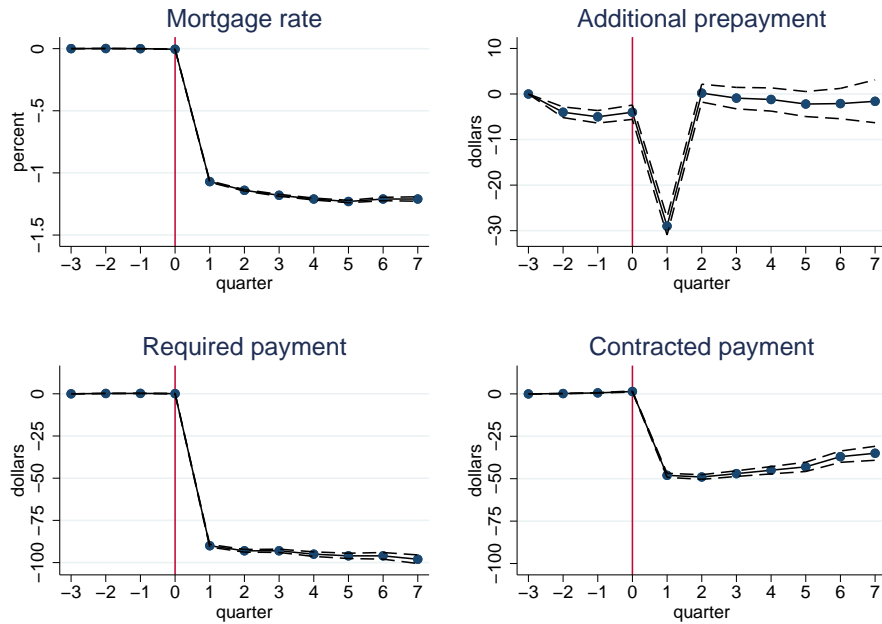 Mortgage rate
percent
0
−.5
−1
−1.5
−3 −2 −1 0 1 2 3 4 5 6 7
quarter
Additional prepayment
dollars
10
0
−10
−20
−30
−3 −2 −1 0 1 2 3 4 5 6 7
quarter
Required payment
dollars
0
−25
−50
−75
−100
−3 −2 −1 0 1 2 3 4 5 6 7
quarter
Contracted payment
dollars
0
−25
−50
−75
−100
−3 −2 −1 0 1 2 3 4 5 6 7
quarter